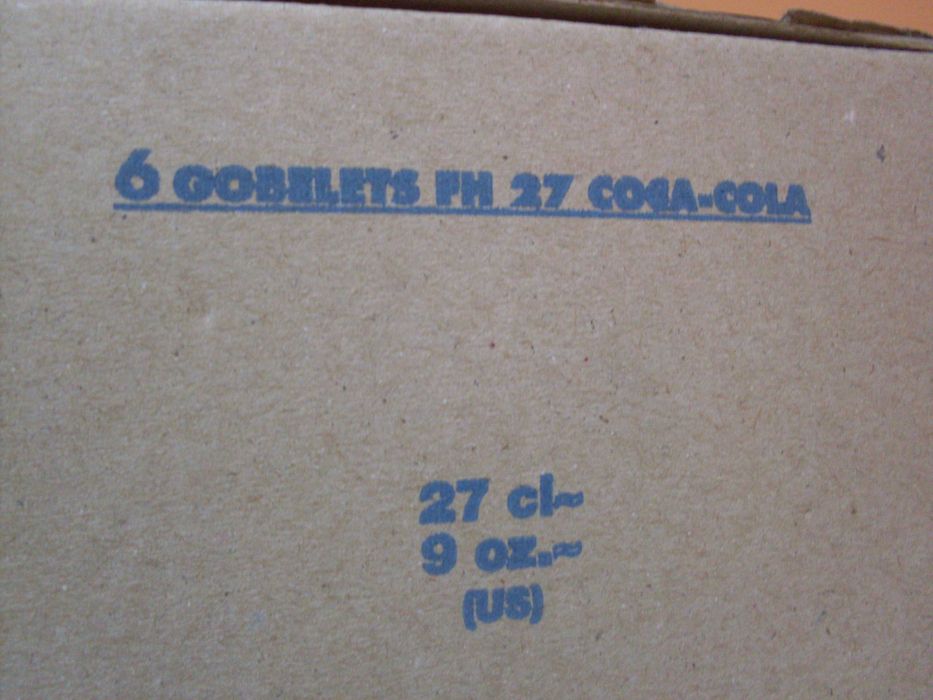 6 GOBELETS FH 27 COCA-COLA
27 cl~
9 oz.~
(US)